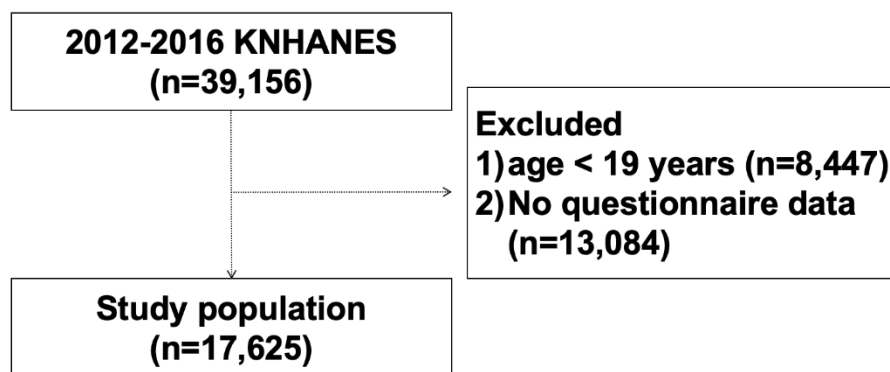 2012-2016 KNHANES
(n=39,156)
Excluded
1) age < 19 years (n=8,447)
2) No questionnaire data
(n=13,084)
Study population
(n=17,625)